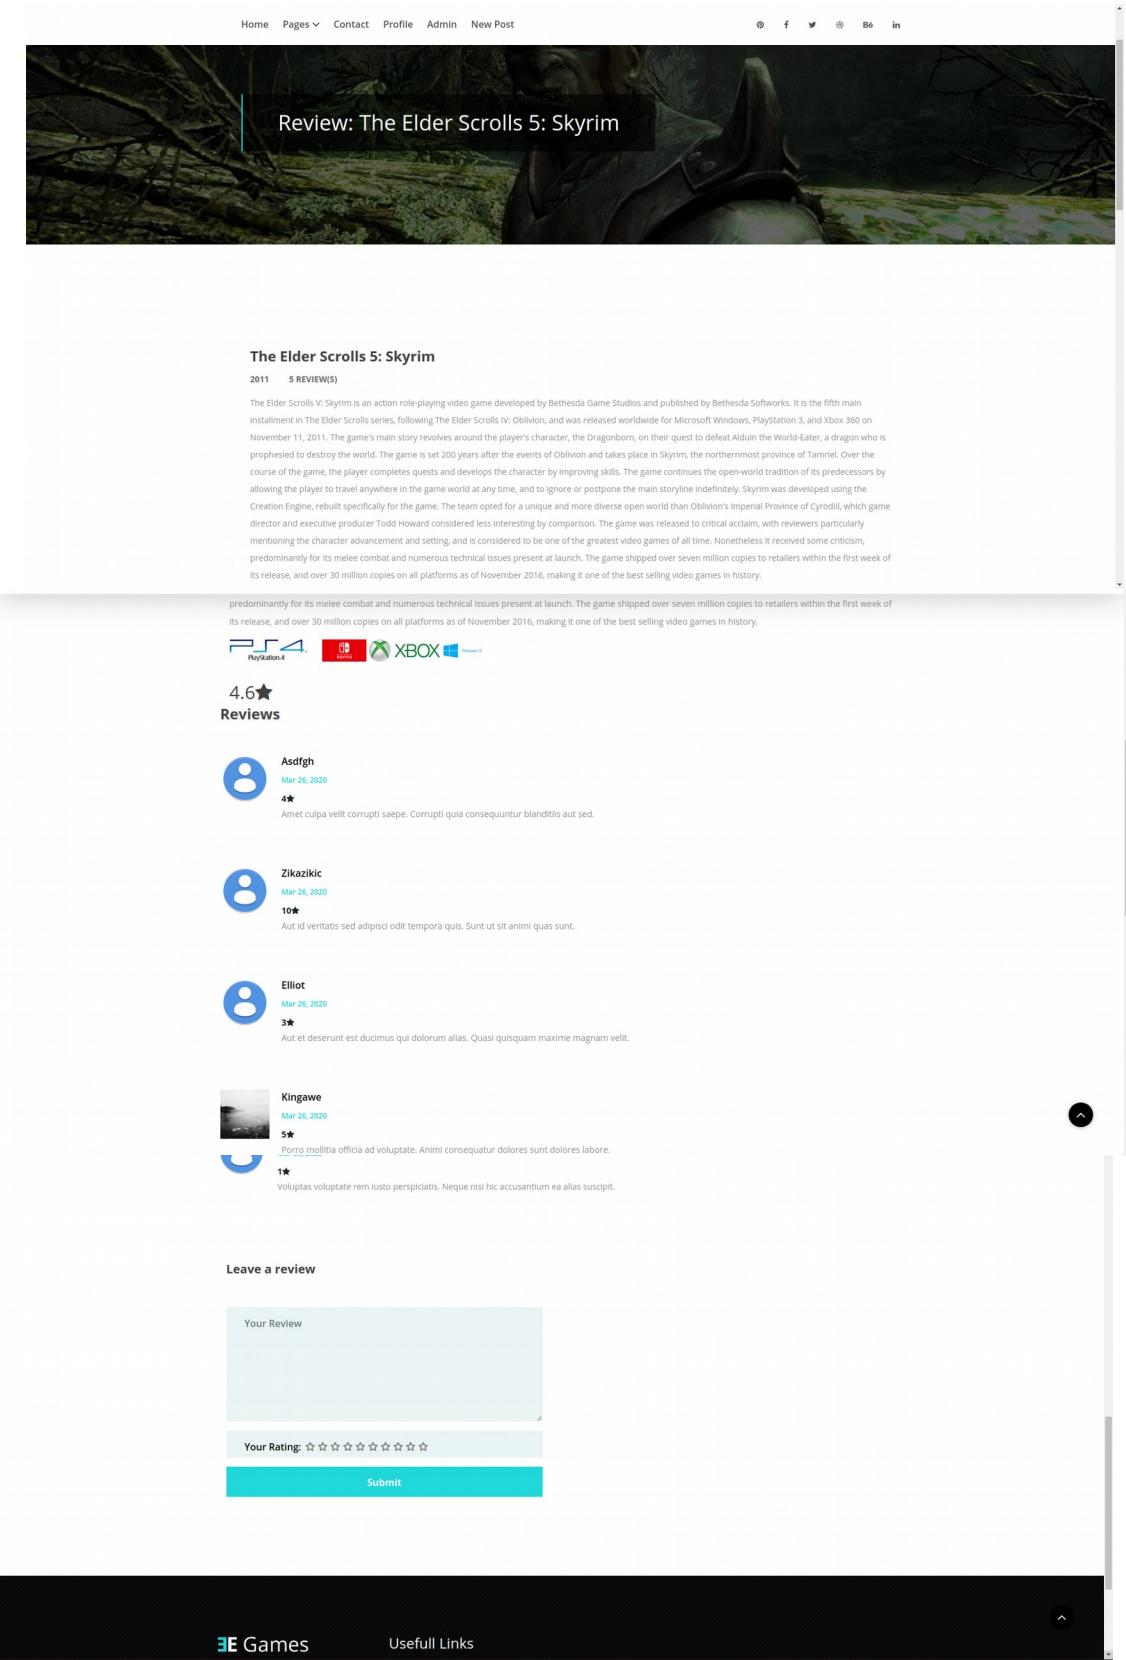 Home Pages Contact Profile Admin New Post
Bē
Review: The Elder Scrolls 5: Skyrim
The Elder Scrolls 5: Skyrim
2011 5 REVIEW(S)
The Elder Scrolls V: Skyrim is an action role-playing video game developed by Bethesda Game Studios and published by Bethesda Softworks. It is the fifth main
installment in The Elder Scrolls series, following The Elder Scrolls IV: Oblivion, and was released worldwide for Microsoft Windows, PlayStation 3, and Xbox 360 on
November 11, 2011. The game's main story revolves around the player's character, the Dragonborn, on their quest to defeat Alduin the World-Eater, a dragon who is
prophesied to destroy the world. The game is set 200 years after the events of Oblivion and takes place in Skyrim, the northernmost province of Tamriel. Over the
course of the game, the player completes quests and develops the character by improving skills. The game continues the open-world tradition of its predecessors by
allowing the player to travel anywhere in the game world at any time, and to ignore or postpone the main storyline indefinitely. Skyrim was developed using the
Creation Engine, rebuilt specifically for the game. The team opted for a unique and more diverse open world than Oblivion's Imperial Province of Cyrodiil, which game
director and executive producer Todd Howard considered less interesting by comparison. The game was released to critical acclaim, with reviewers particularly
mentioning the character advancement and setting, and is considered to be one of the greatest video games of all time. Nonetheless it received some criticism,
predominantly for its melee combat and numerous technical issues present at launch. The game shipped over seven million copies to retailers within the first week of
its release, and over 30 million copies on all platforms as of November 2016, making it one of the best selling video games in history.
predominantly for its melee combat and numerous technical issues present at launch. The game shipped over seven million copies to retailers within the first week of
its release, and over 30 million copies on all platforms as of November 2016, making it one of the best selling video games in history.
PS4 XBOX
PlayStation.4
4.6★
Reviews
Asdfgh
Mar 26, 2020
4★
Amet culpa velit corrupti saepe. Corrupti quia consequuntur blanditiis aut sed.
Zikazikic
Mar 26, 2020
10★
Aut id veritatis sed adipisci odit tempora quis. Sunt ut sit animi quas sunt.
Elliot
Mar 26, 2020
3★
Aut et deserunt est ducimus qui dolorum alias. Quasi quisquam maxime magnam velit.
Kingawe
Mar 26, 2020
5★
Porro mollitia officia ad voluptate. Animi consequatur dolores sunt dolores labore.
1★
Voluptas voluptate rem iusto perspiciatis. Neque nisi hic accusantium ea alias suscipit.
Leave a review
Your Review
Your Rating: ☆☆☆☆☆☆☆☆☆☆
Submit
ƎE Games Usefull Links